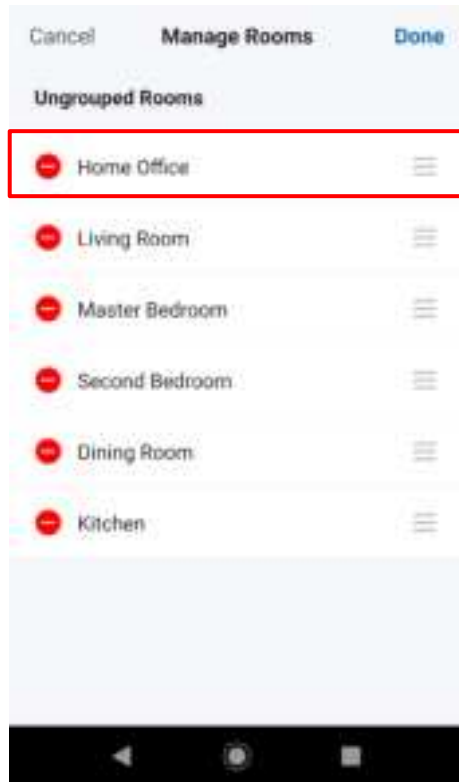 Cancel Manage Rooms Done
Ungrouped Rooms
Home Office
Living Room
Master Bedroom
Second Bedroom
Dining Room
Kitchen